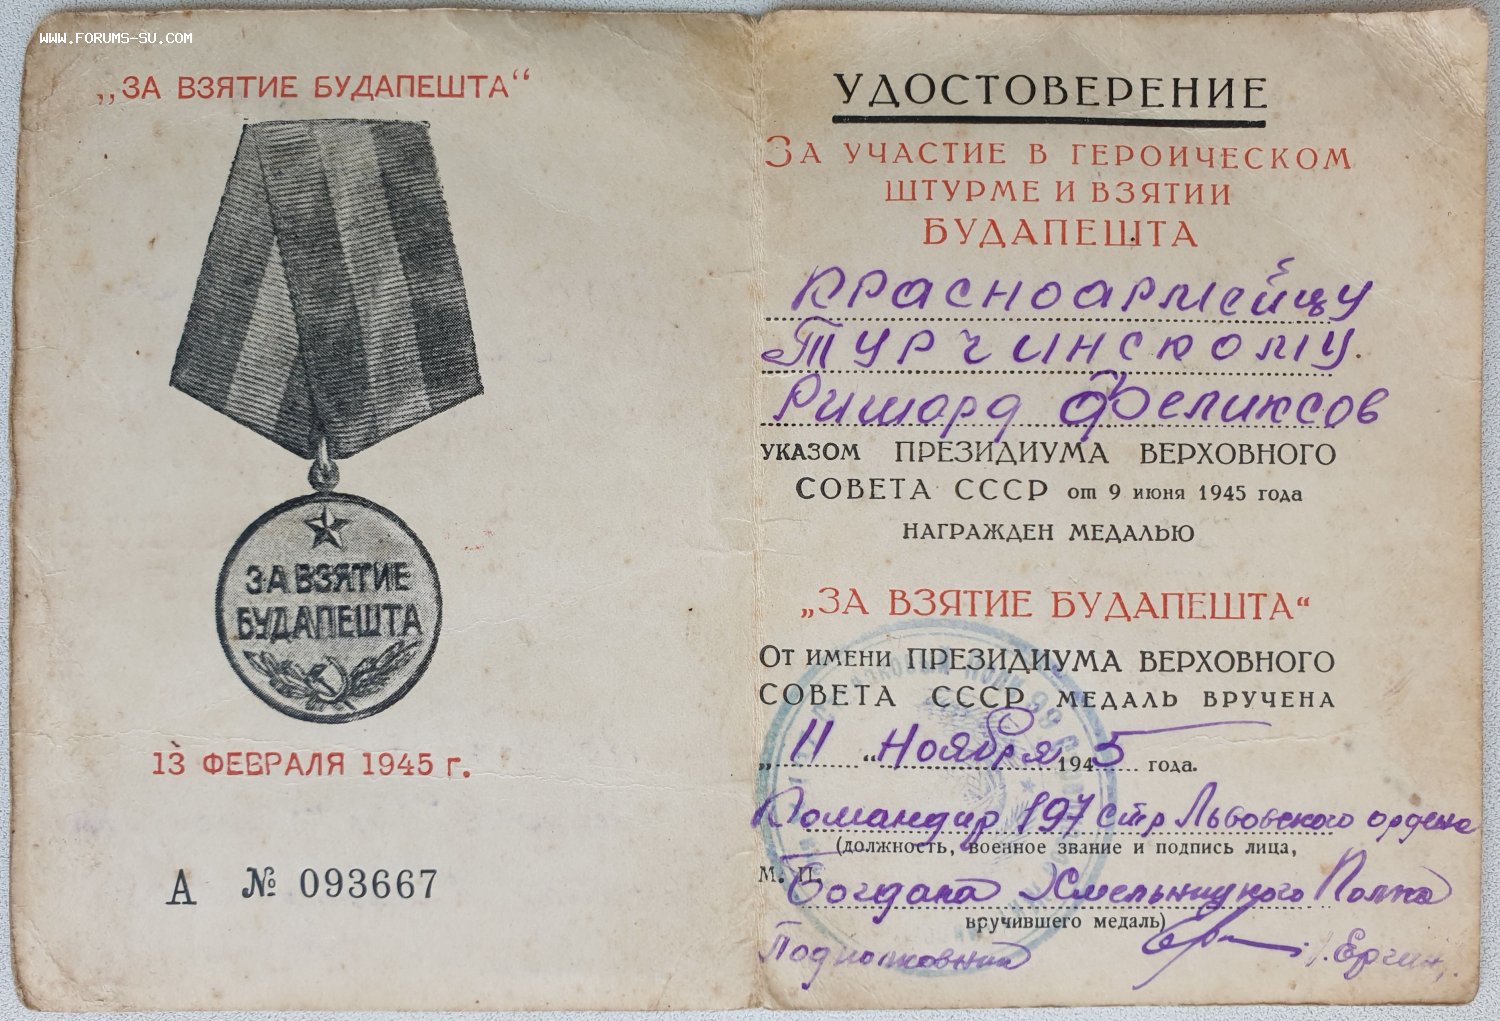 WWW.FORUMS-SU.COM
„ЗА ВЗЯТИЕ БУДАПЕШТА“
ЗА ВЗЯТИЕ
БУДАПЕШТА
13 ФЕВРАЛЯ 1945 г.
А № 093667
УДОСТОВЕРЕНИЕ
ЗА УЧАСТИЕ В ГЕРОИЧЕСКОМ
ШТУРМЕ И ВЗЯТИИ
БУДАПЕШТА
Красноармейцу
Турчинскому
Ришард Феликсов
УКАЗОМ ПРЕЗИДИУМА ВЕРХОВНОГО
СОВЕТА СССР от 9 июня 1945 года
НАГРАЖДЕН МЕДАЛЬЮ
„ЗА ВЗЯТИЕ БУДАПЕШТА“
ОТ ИМЕНИ ПРЕЗИДИУМА ВЕРХОВНОГО
СОВЕТА СССР МЕДАЛЬ ВРУЧЕНА
„11“ Ноября 1945 года.
Командир 197 стр Львовского ордена
(должность, военное звание и подпись лица,
М. П. Богдана Хмельницкого Полка
вручившего медаль)
Подполковник